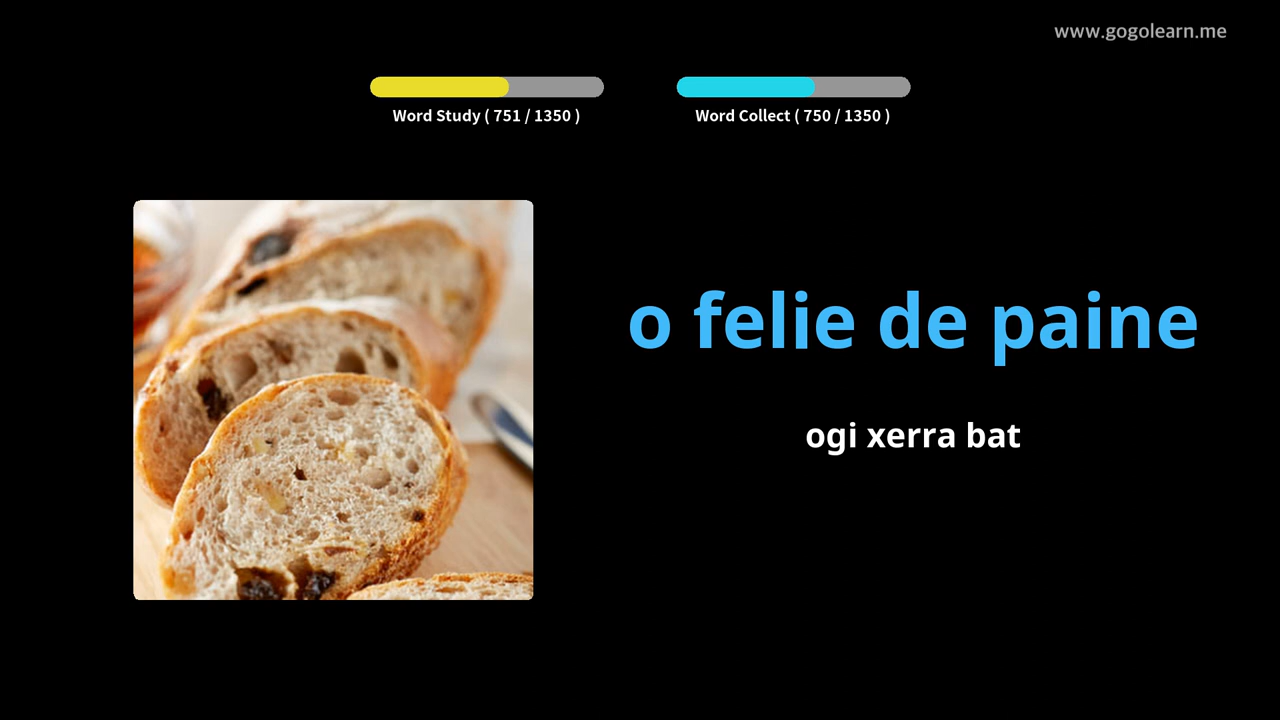 www.gogolearn.me
Word Study ( 751 / 1350 )
Word Collect ( 750 / 1350 )
o felie de paine
ogi xerra bat